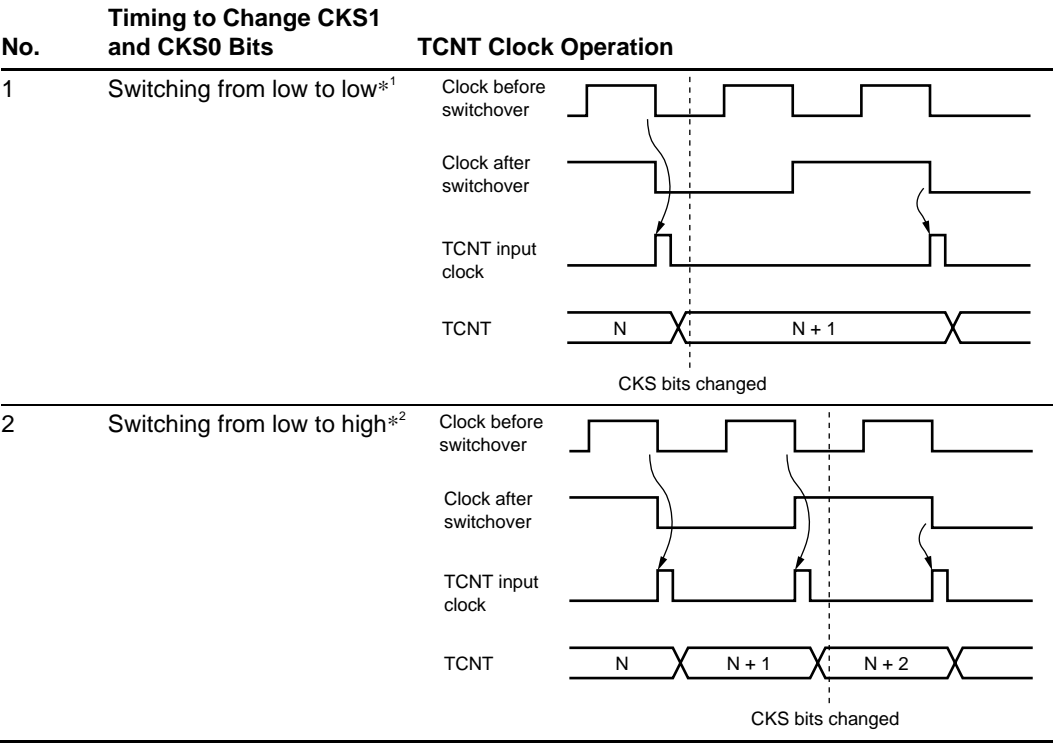 No.
Timing to Change CKS1
and CKS0 Bits
TCNT Clock Operation
1
Switching from low to low*1
Clock before
switchover
Clock after
switchover
TCNT input
clock
TCNT
N
N + 1
CKS bits changed
2
Switching from low to high*2
Clock before
switchover
Clock after
switchover
TCNT input
clock
TCNT
N
N + 1
N + 2
CKS bits changed